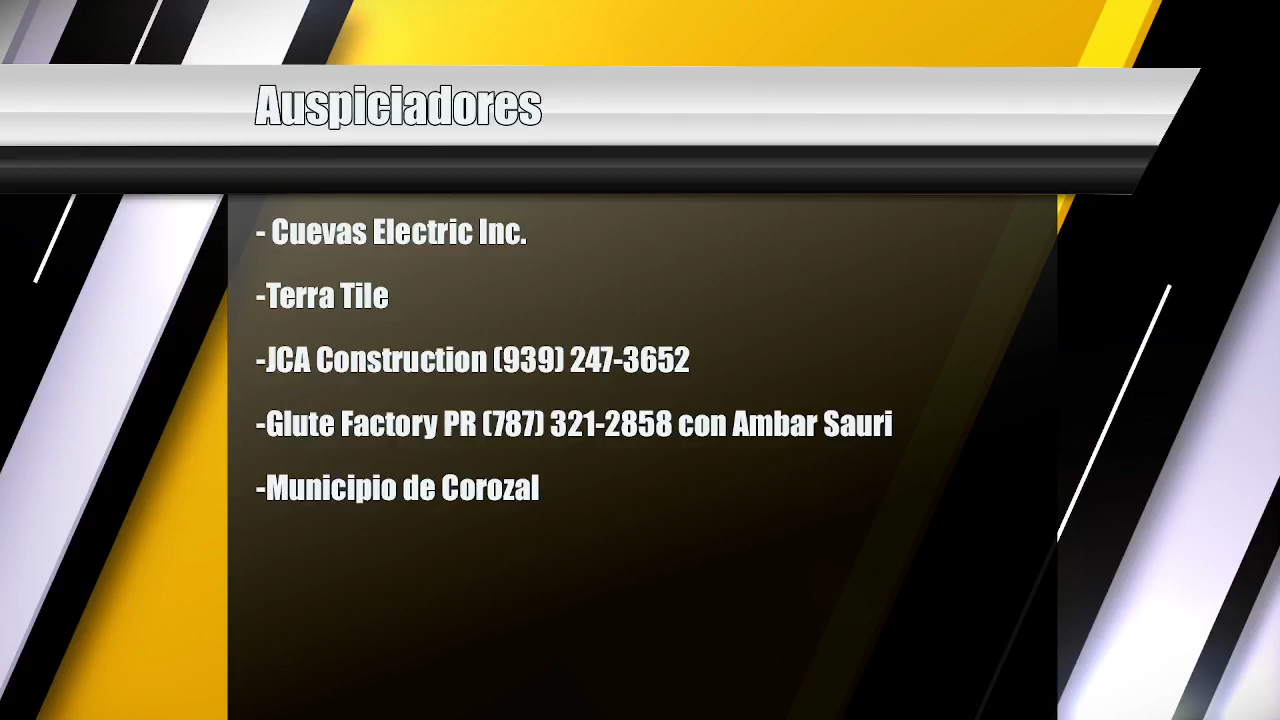 Auspiciadores
- Cuevas Electric Inc.
-Terra Tile
-JCA Construction (939) 247-3652
-Glute Factory PR (787) 321-2858 con Ambar Sauri
-Municipio de Corozal